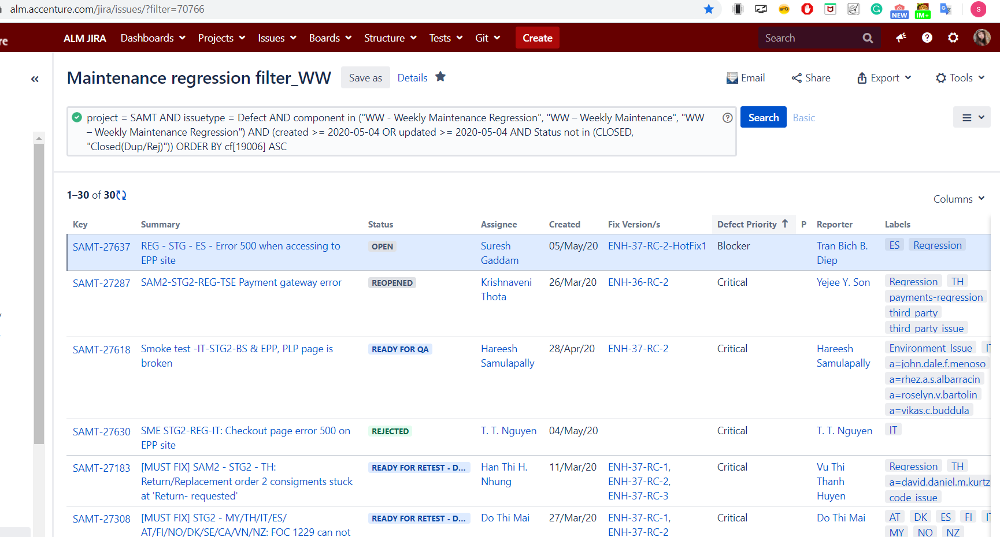 alm.accenture.com/jira/issues/?filter=70766
NEW
IM+
S
re
ALM JIRA Dashboards Projects Issues Boards Structure Tests Git Create Search
Maintenance regression filter_WW Save as Details Email Share Export Tools
project = SAMT AND issuetype = Defect AND component in ("WW - Weekly Maintenance Regression", "WW – Weekly Maintenance", "WW
– Weekly Maintenance Regression") AND (created >= 2020-05-04 OR updated >= 2020-05-04 AND Status not in (CLOSED,
"Closed(Dup/Rej)")) ORDER BY cf[19006] ASC
Search Basic
1–30 of 30
Columns
Key Summary Status Assignee Created Fix Version/s Defect Priority P Reporter Labels
SAMT-27637 REG - STG - ES - Error 500 when accessing to OPEN Suresh 05/May/20 ENH-37-RC-2-HotFix1 Blocker Tran Bich B. ES Regression
EPP site Gaddam Diep
SAMT-27287 SAM2-STG2-REG-TSE Payment gateway error REOPENED Krishnaveni 26/Mar/20 ENH-36-RC-2 Critical Yejee Y. Son Regression TH
Thota payments-regression
third_party
third_party_issue
SAMT-27618 Smoke test -IT-STG2-BS & EPP, PLP page is READY FOR QA Hareesh 28/Apr/20 ENH-37-RC-2 Critical Hareesh Environment_Issue IT
broken Samulapally Samulapally a=john.dale.f.menoso
a=rhez.a.s.albarracin
a=roselyn.v.bartolin
a=vikas.c.buddula
SAMT-27630 SME STG2-REG-IT: Checkout page error 500 on REJECTED T. T. Nguyen 04/May/20 Critical T. T. Nguyen IT
EPP site
SAMT-27183 [MUST FIX] SAM2 - STG2 - TH: READY FOR RETEST - D... Han Thi H. 11/Mar/20 ENH-37-RC-1, Critical Vu Thi Regression TH
Return/Replacement order 2 consigments stuck Nhung ENH-37-RC-2, Thanh a=david.daniel.m.kurtz
at 'Return- requested' ENH-37-RC-3 Huyen code_issue
SAMT-27308 [MUST FIX] STG2 - MY/TH/IT/ES/ READY FOR RETEST - D... Do Thi Mai 27/Mar/20 ENH-37-RC-1, Critical Do Thi Mai AT DK ES FI IT
AT/FI/NO/DK/SE/CA/VN/NZ: FOC 1229 can not ENH-37-RC-2 MY NO NZ